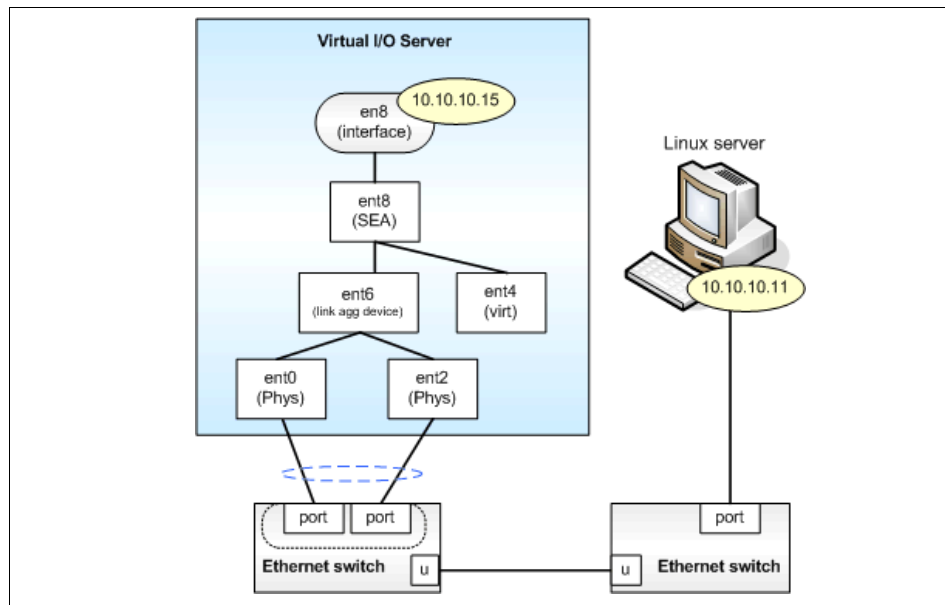 Virtual I/O Server
10.10.10.15
en8
(interface)
Linux server
ent8
(SEA)
10.10.10.11
ent6
(link agg device)
ent4
(virt)
ent0
(Phys)
ent2
(Phys)
port
port
port
Ethernet switch
u
u
Ethernet switch